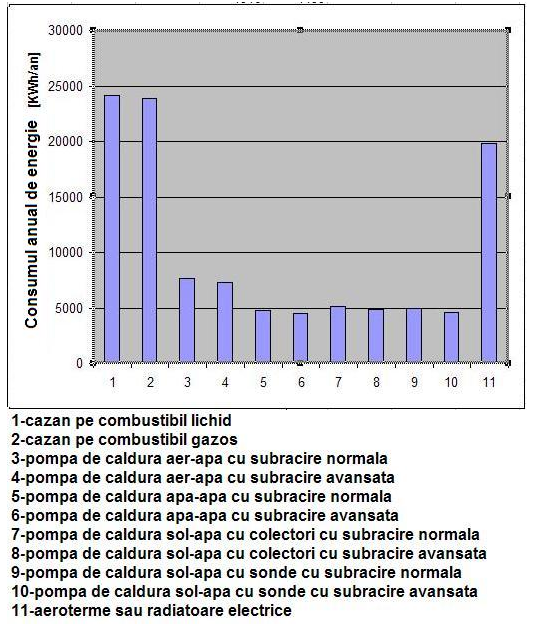 30000
25000
20000
15000
10000
5000
0
Consumul anual de energie [KWh/an]
1 2 3 4 5 6 7 8 9 10 11
1-cazan pe combustibil lichid
2-cazan pe combustibil gazos
3-pompa de caldura aer-apa cu subracire normala
4-pompa de caldura aer-apa cu subracire avansata
5-pompa de caldura apa-apa cu subracire normala
6-pompa de caldura apa-apa cu subracire avansata
7-pompa de caldura sol-apa cu colectori cu subracire normala
8-pompa de caldura sol-apa cu colectori cu subracire avansata
9-pompa de caldura sol-apa cu sonde cu subracire normala
10-pompa de caldura sol-apa cu sonde cu subracire avansata
11-aeroterme sau radiatoare electrice